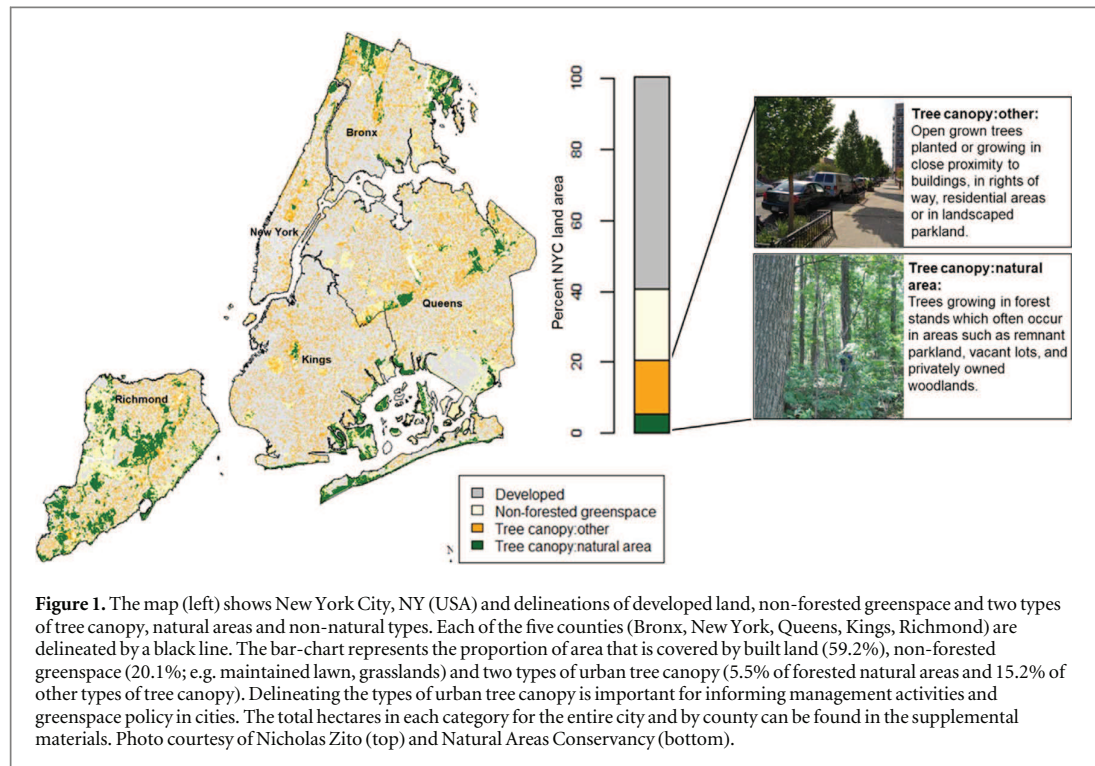 Bronx
New York
Queens
Kings
Richmond
Percent NYC land area
100
80
60
40
20
0
Tree canopy:other:
Open grown trees
planted or growing in
close proximity to
buildings, in rights of
way, residential areas
or in landscaped
parkland.
Tree canopy:natural
area:
Trees growing in forest
stands which often occur
in areas such as remnant
parkland, vacant lots, and
privately owned
woodlands.
Developed
Non-forested greenspace
Tree canopy:other
Tree canopy:natural area
N
Figure 1. The map (left) shows New York City, NY (USA) and delineations of developed land, non-forested greenspace and two types
of tree canopy, natural areas and non-natural types. Each of the five counties (Bronx, New York, Queens, Kings, Richmond) are
delineated by a black line. The bar-chart represents the proportion of area that is covered by built land (59.2%), non-forested
greenspace (20.1%; e.g. maintained lawn, grasslands) and two types of urban tree canopy (5.5% of forested natural areas and 15.2% of
other types of tree canopy). Delineating the types of urban tree canopy is important for informing management activities and
greenspace policy in cities. The total hectares in each category for the entire city and by county can be found in the supplemental
materials. Photo courtesy of Nicholas Zito (top) and Natural Areas Conservancy (bottom).